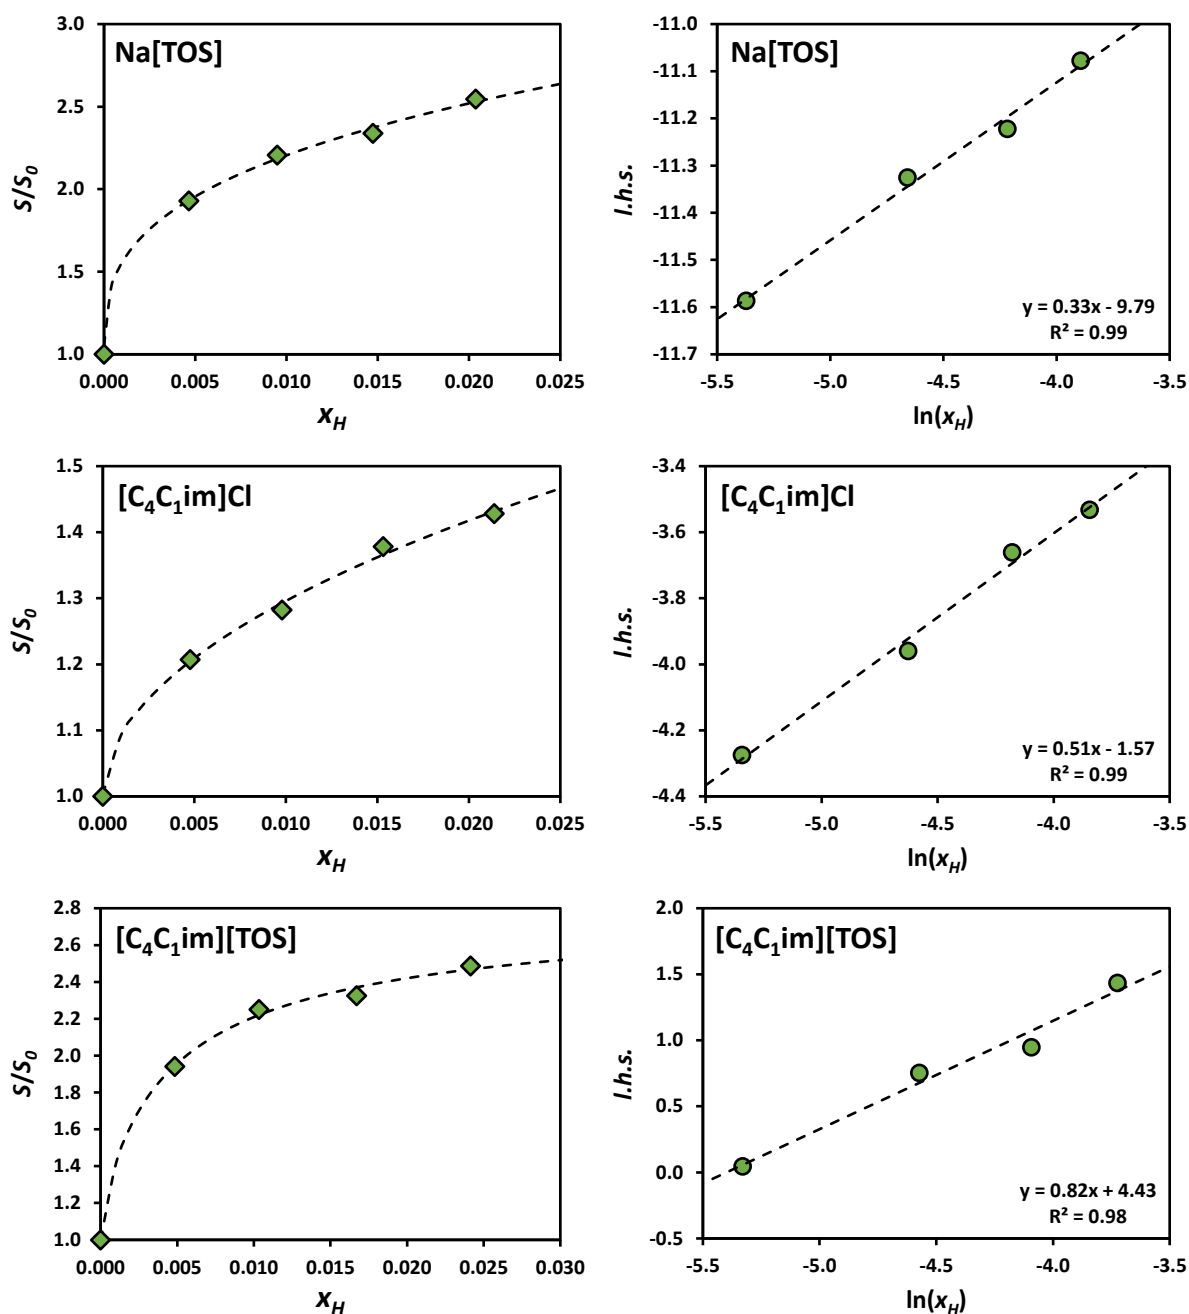 Na[TOS]
S/S0
3.0
2.5
2.0
1.5
1.0
0.000 0.005 0.010 0.015 0.020 0.025
xH
Na[TOS]
l.h.s.
-11.0
-11.1
-11.2
-11.3
-11.4
-11.5
-11.6
-11.7
y = 0.33x - 9.79
R² = 0.99
-5.5 -5.0 -4.5 -4.0 -3.5
ln(xH)
[C4C1im]Cl
S/S0
1.5
1.4
1.3
1.2
1.1
1.0
0.000 0.005 0.010 0.015 0.020 0.025
xH
[C4C1im]Cl
l.h.s.
-3.4
-3.6
-3.8
-4.0
-4.2
-4.4
y = 0.51x - 1.57
R² = 0.99
-5.5 -5.0 -4.5 -4.0 -3.5
ln(xH)
[C4C1im][TOS]
S/S0
2.8
2.6
2.4
2.2
2.0
1.8
1.6
1.4
1.2
1.0
0.000 0.005 0.010 0.015 0.020 0.025 0.030
xH
[C4C1im][TOS]
l.h.s.
2.0
1.5
1.0
0.5
0.0
-0.5
y = 0.82x + 4.43
R² = 0.98
-5.5 -5.0 -4.5 -4.0 -3.5
ln(xH)